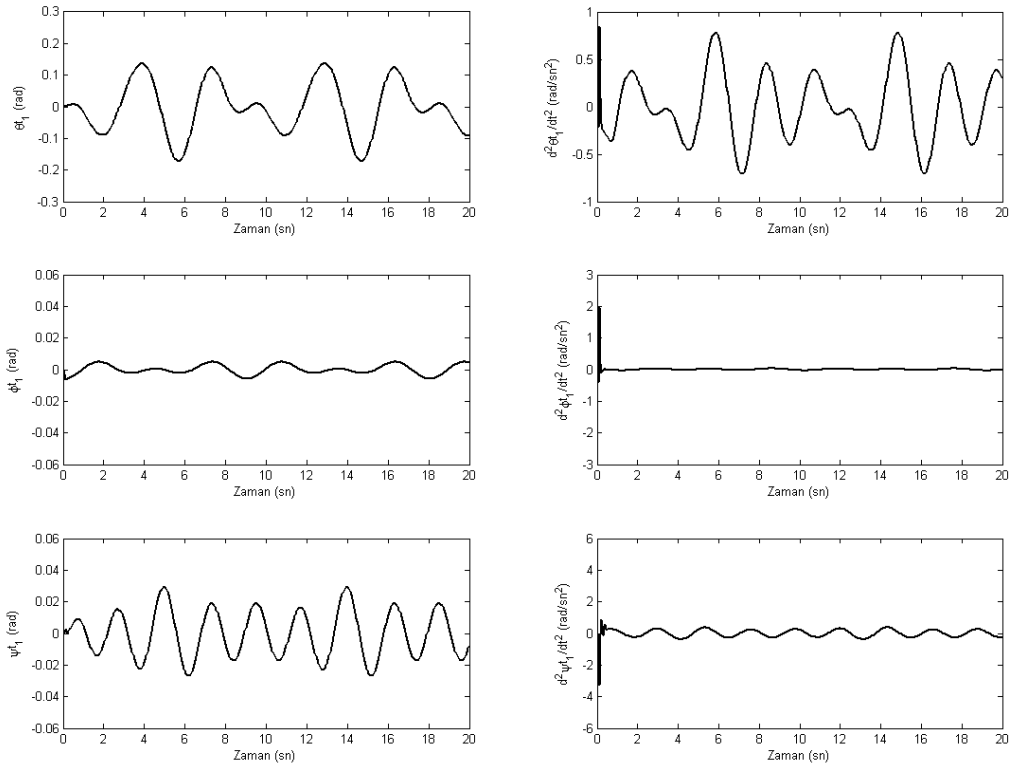 0.3
0.2
0.1
0
-0.1
-0.2
-0.3
θt₁ (rad)
0 2 4 6 8 10 12 14 16 18 20
Zaman (sn)
1
0.5
0
-0.5
-1
d²θt₁/dt² (rad/sn²)
0 2 4 6 8 10 12 14 16 18 20
Zaman (sn)
0.06
0.04
0.02
0
-0.02
-0.04
-0.06
ϕt₁ (rad)
0 2 4 6 8 10 12 14 16 18 20
Zaman (sn)
3
2
1
0
-1
-2
-3
d²ϕt₁/dt² (rad/sn²)
0 2 4 6 8 10 12 14 16 18 20
Zaman (sn)
0.06
0.04
0.02
0
-0.02
-0.04
-0.06
ψt₁ (rad)
0 2 4 6 8 10 12 14 16 18 20
Zaman (sn)
6
4
2
0
-2
-4
-6
d²ψt₁/dt² (rad/sn²)
0 2 4 6 8 10 12 14 16 18 20
Zaman (sn)